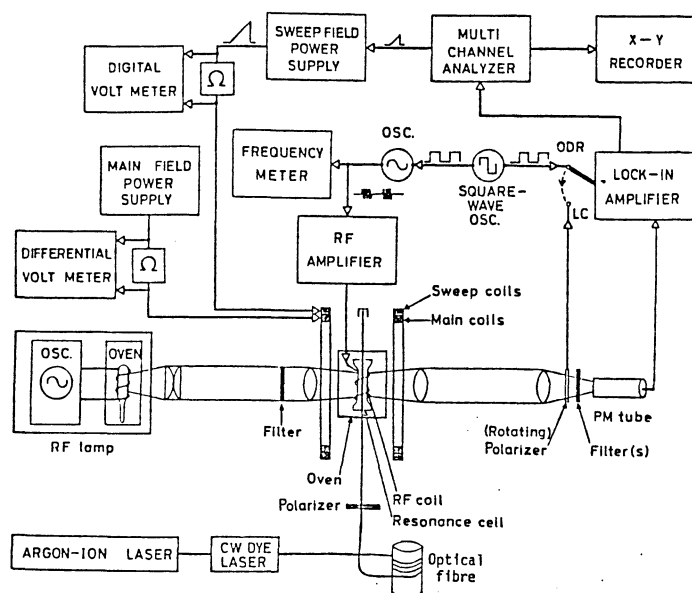 SWEEP FIELD
POWER
SUPPLY
MULTI
CHANNEL
ANALYZER
X-Y
RECORDER
DIGITAL
VOLT METER
Ω
MAIN FIELD
POWER
SUPPLY
FREQUENCY
METER
OSC.
SQUARE-
WAVE
OSC.
ODR
LOCK-IN
AMPLIFIER
LC
DIFFERENTIAL
VOLT METER
Ω
RF
AMPLIFIER
Sweep coils
Main coils
OSC.
OVEN
RF lamp
Filter
Oven
(Rotating)
Polarizer
PM tube
Filter(s)
Polarizer
RF coil
Resonance cell
ARGON-ION LASER
CW DYE
LASER
Optical
fibre